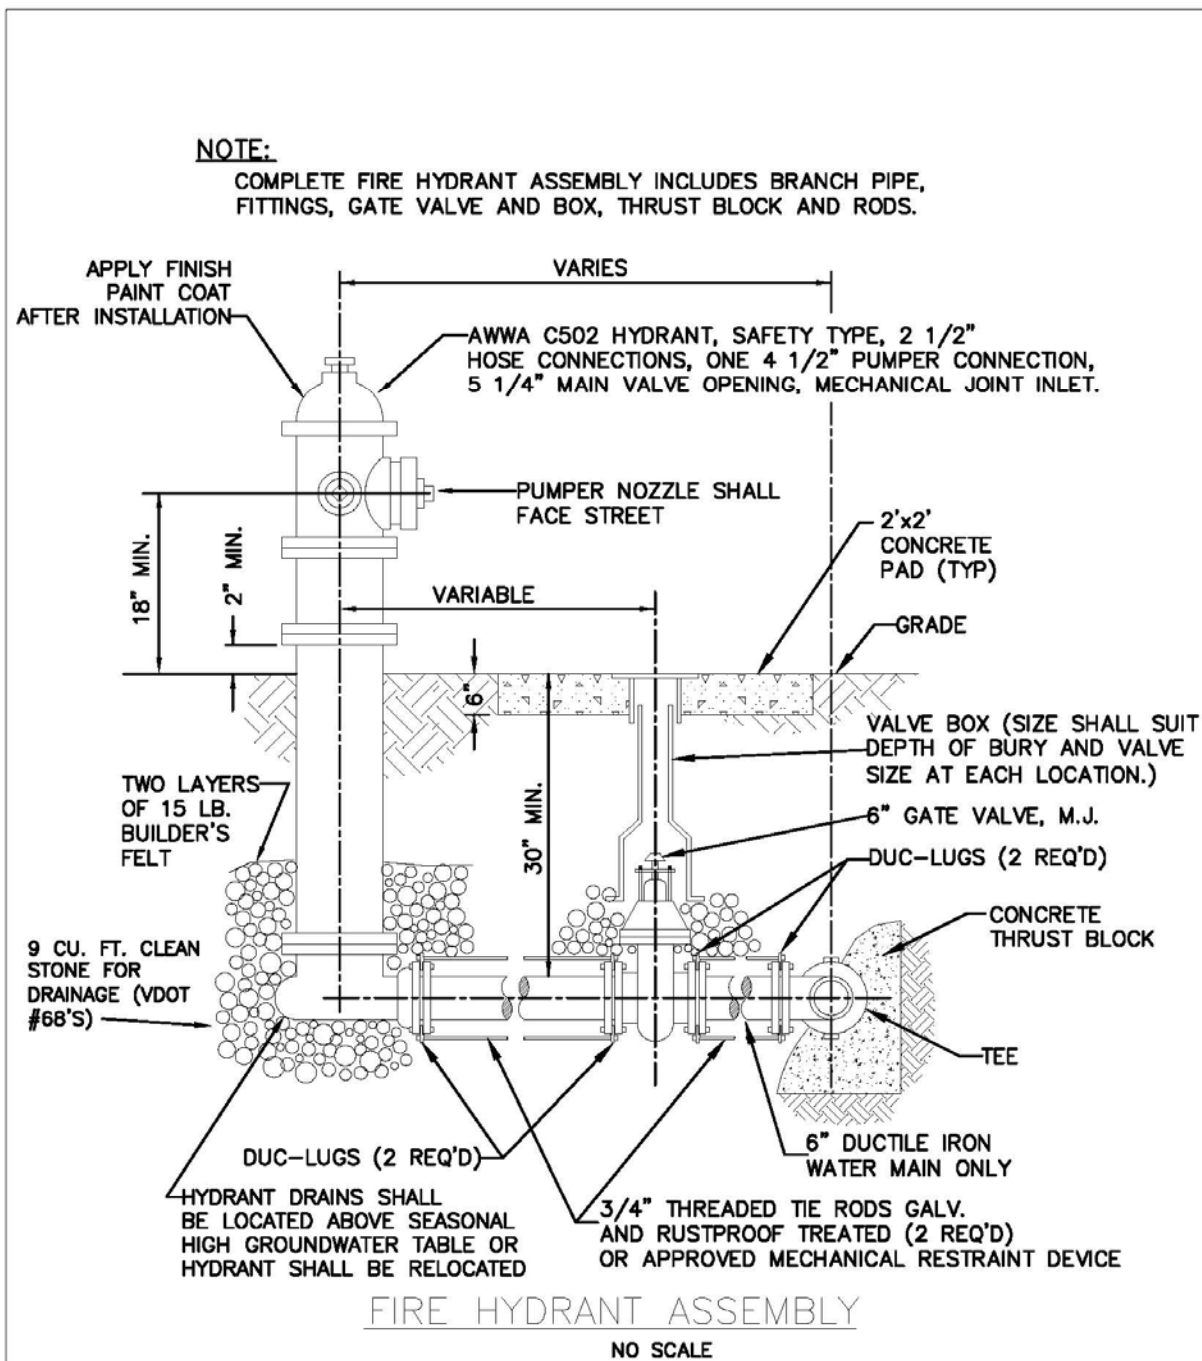 NOTE:
COMPLETE FIRE HYDRANT ASSEMBLY INCLUDES BRANCH PIPE,
FITTINGS, GATE VALVE AND BOX, THRUST BLOCK AND RODS.
APPLY FINISH
PAINT COAT
AFTER INSTALLATION
VARIES
AWWA C502 HYDRANT, SAFETY TYPE, 2 1/2"
HOSE CONNECTIONS, ONE 4 1/2" PUMPER CONNECTION,
5 1/4" MAIN VALVE OPENING, MECHANICAL JOINT INLET.
PUMPER NOZZLE SHALL
FACE STREET
2'x2'
CONCRETE
PAD (TYP)
18" MIN.
2" MIN.
VARIABLE
GRADE
6"
VALVE BOX (SIZE SHALL SUIT
DEPTH OF BURY AND VALVE
SIZE AT EACH LOCATION.)
TWO LAYERS
OF 15 LB.
BUILDER'S
FELT
30" MIN.
6" GATE VALVE, M.J.
DUC-LUGS (2 REQ'D)
CONCRETE
THRUST BLOCK
9 CU. FT. CLEAN
STONE FOR
DRAINAGE (VDOT
#68'S)
TEE
DUC-LUGS (2 REQ'D)
6" DUCTILE IRON
WATER MAIN ONLY
HYDRANT DRAINS SHALL
BE LOCATED ABOVE SEASONAL
HIGH GROUNDWATER TABLE OR
HYDRANT SHALL BE RELOCATED
3/4" THREADED TIE RODS GALV.
AND RUSTPROOF TREATED (2 REQ'D)
OR APPROVED MECHANICAL RESTRAINT DEVICE
FIRE HYDRANT ASSEMBLY
NO SCALE